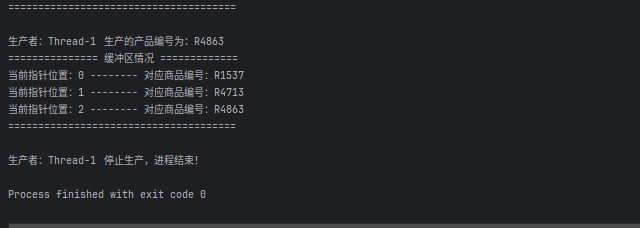 ======================================
生产者：Thread-1 生产的产品编号为：R4863
=============== 缓冲区情况 =============
当前指针位置：0 -------- 对应商品编号：R1537
当前指针位置：1 -------- 对应商品编号：R4713
当前指针位置：2 -------- 对应商品编号：R4863
======================================
生产者：Thread-1 停止生产，进程结束！
Process finished with exit code 0